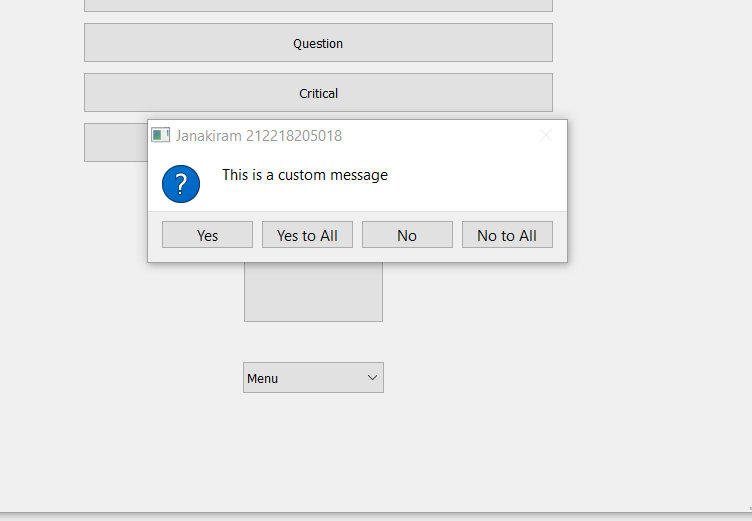 Question
Critical
Janakiram 212218205018
?
This is a custom message
Yes
Yes to All
No
No to All
Menu